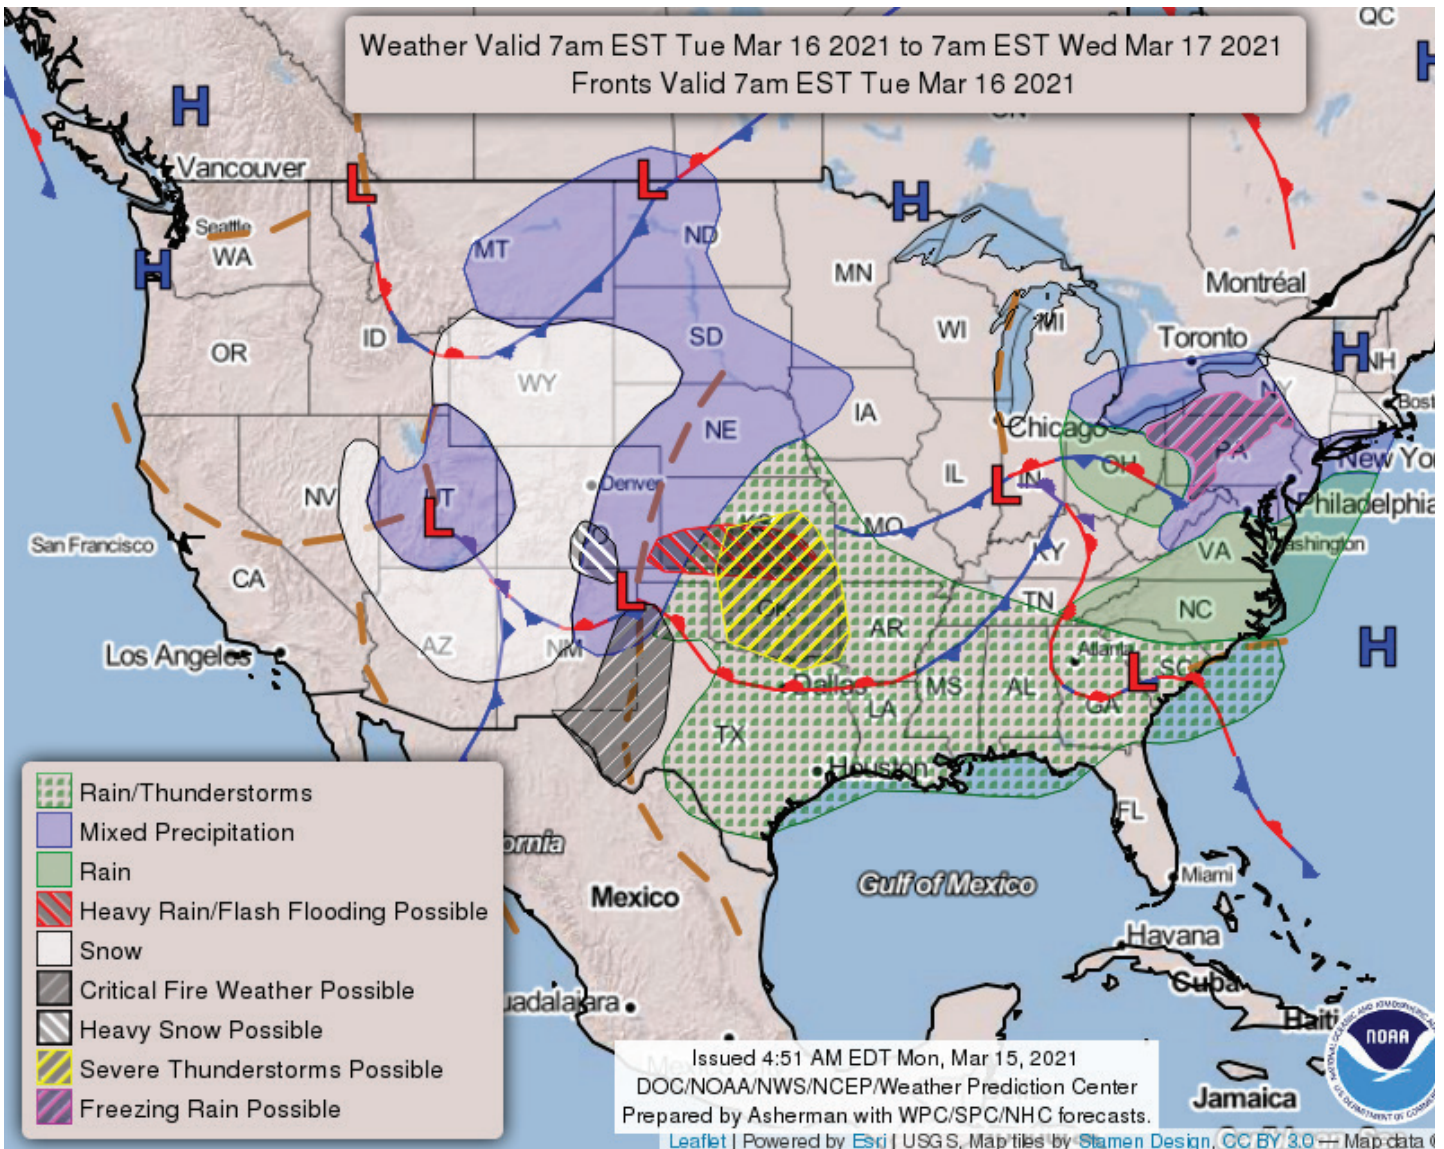 Weather Valid 7am EST Tue Mar 16 2021 to 7am EST Wed Mar 17 2021
Fronts Valid 7am EST Tue Mar 16 2021
QC
H
H
Vancouver
L
L
H
Seattle
WA
MT
ND
MN
H
Montréal
OR
ID
SD
WI
MI
Toronto
H
NH
WY
NE
IA
NY
Bost
Chicago
NV
UT
Denver
IL
IN
OH
PA
New Yor
Philadelphia
L
L
San Francisco
CA
KS
MO
KY
VA
ashington
L
OK
TN
NC
Los Angeles
AZ
NM
AR
Atlanta
SC
L
H
Dallas
MS
AL
GA
LA
TX
Houston
FL
Miami
Gulf of Mexico
Mexico
ornia
Havana
Cuba
Haiti
Jamaica
uadalajara
Rain/Thunderstorms
Mixed Precipitation
Rain
Heavy Rain/Flash Flooding Possible
Snow
Critical Fire Weather Possible
Heavy Snow Possible
Severe Thunderstorms Possible
Freezing Rain Possible
NOAA
Issued 4:51 AM EDT Mon, Mar 15, 2021
DOC/NOAA/NWS/NCEP/Weather Prediction Center
Prepared by Asherman with WPC/SPC/NHC forecasts.
Leaflet | Powered by Esri | USGS, Map tiles by Stamen Design, CC BY 3.0 — Map data ©